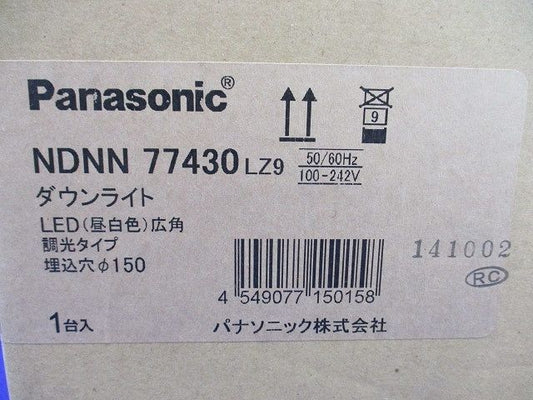 Panasonic®
9
NDNN 77430 LZ9
50/60Hz
100-242V
ダウンライト
LED(昼白色)広角
調光タイプ
埋込穴φ150
141002
RC
4 549077 150158
1台入
パナソニック株式会社